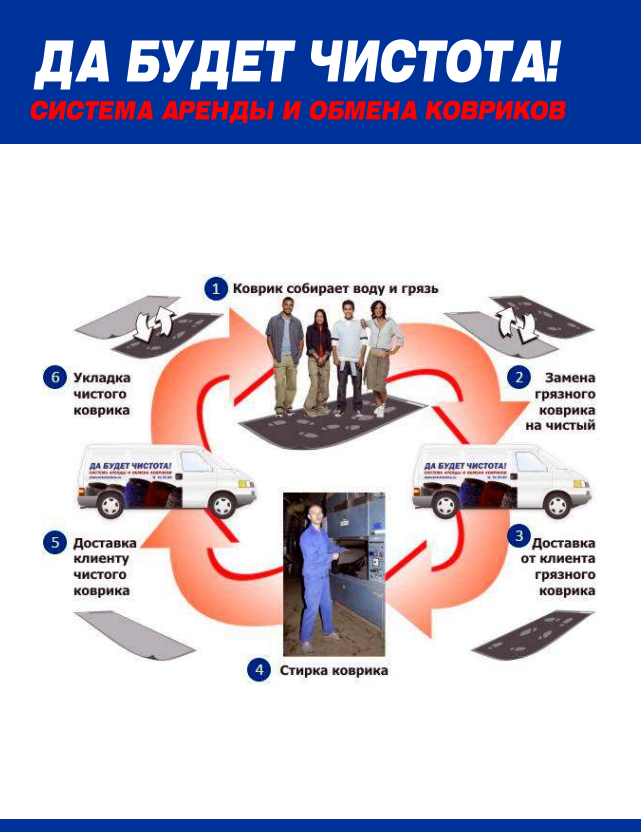 ДА БУДЕТ ЧИСТОТА!
СИСТЕМА АРЕНДЫ И ОБМЕНА КОВРИКОВ
1 Коврик собирает воду и грязь
6 Укладка
чистого
коврика
2 Замена
грязного
коврика
на чистый
ДА БУДЕТ ЧИСТОТА!
СИСТЕМА АРЕНДЫ И ОБМЕНА КОВРИКОВ
ДА БУДЕТ ЧИСТОТА!
СИСТЕМА АРЕНДЫ И ОБМЕНА КОВРИКОВ
5 Доставка
клиенту
чистого
коврика
3 Доставка
от клиента
грязного
коврика
4 Стирка коврика